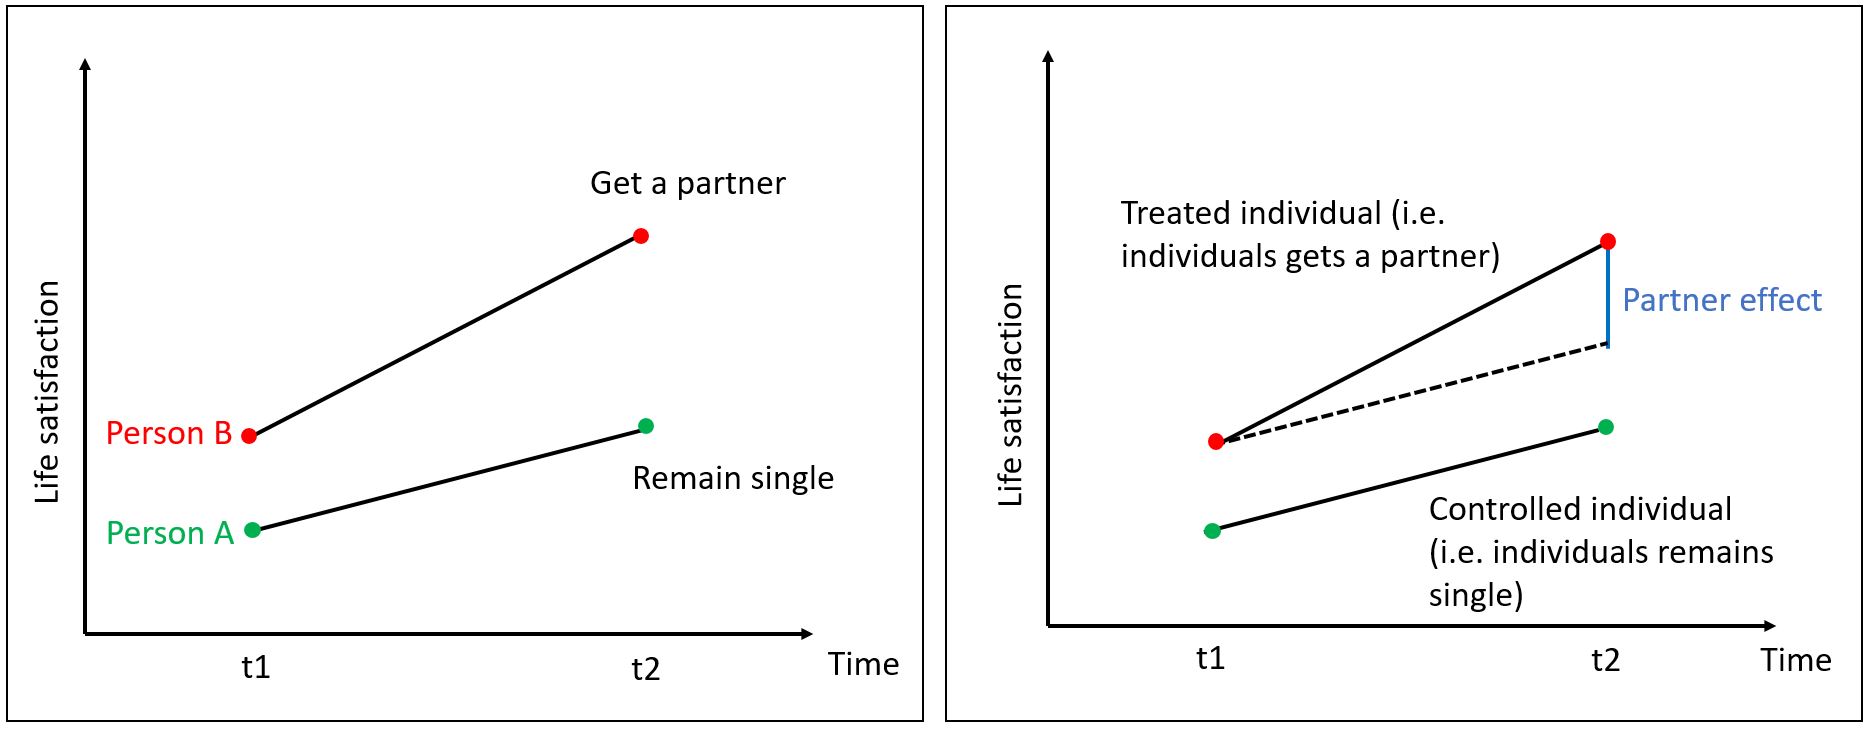 Get a partner
Life satisfaction
Person B
Remain single
Person A
t1
t2
Time
Treated individual (i.e.
individuals gets a partner)
Partner effect
Life satisfaction
Controlled individual
(i.e. individuals remains
single)
t1
t2
Time